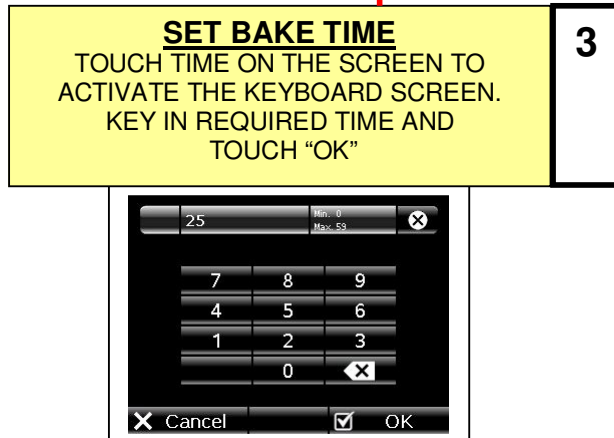 SET BAKE TIME
TOUCH TIME ON THE SCREEN TO
ACTIVATE THE KEYBOARD SCREEN.
KEY IN REQUIRED TIME AND
TOUCH “OK”
3
25
Min. 0
Max. 59
7 8 9
4 5 6
1 2 3
0
Cancel OK